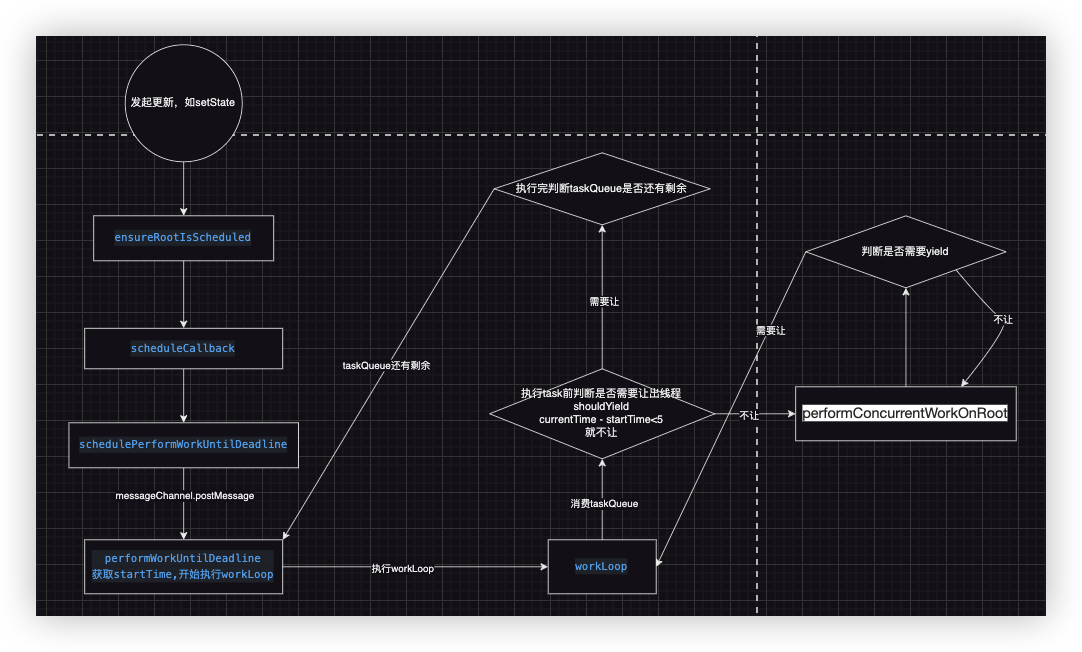 发起更新，如setState
ensureRootIsScheduled
scheduleCallback
schedulePerformWorkUntilDeadline
messageChannel.postMessage
performWorkUntilDeadline
获取startTime,开始执行workLoop
执行workLoop
workLoop
消费taskQueue
执行task前判断是否需要让出线程
shouldYield
currentTime - startTime<5
就不让
需要让
执行完判断taskQueue是否还有剩余
taskQueue还有剩余
不让
performConcurrentWorkOnRoot
判断是否需要yield
不让
需要让